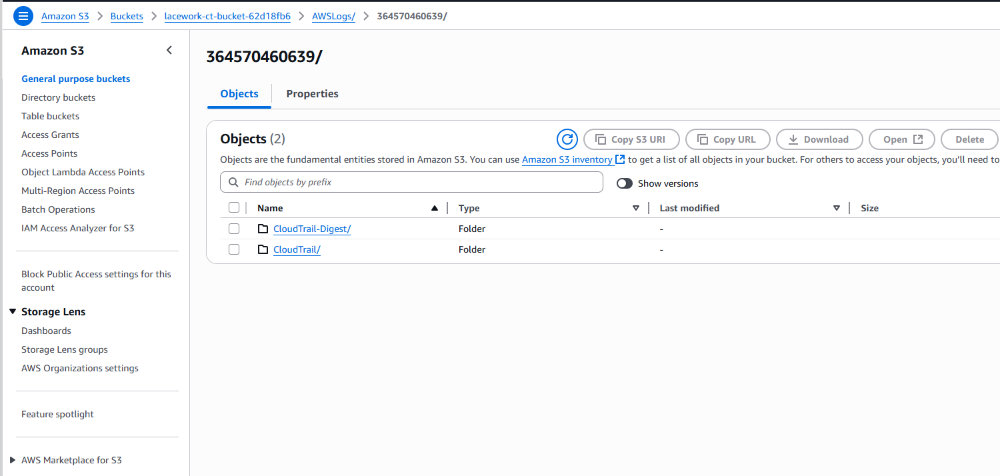 Amazon S3 > Buckets > lacework-ct-bucket-62d18fb6 > AWSLogs/ > 364570460639/
Amazon S3
General purpose buckets
Directory buckets
Table buckets
Access Grants
Access Points
Object Lambda Access Points
Multi-Region Access Points
Batch Operations
IAM Access Analyzer for S3
Block Public Access settings for this
account
Storage Lens
Dashboards
Storage Lens groups
AWS Organizations settings
Feature spotlight
AWS Marketplace for S3
364570460639/
Objects Properties
Objects (2) Copy S3 URI Copy URL Download Open Delete
Objects are the fundamental entities stored in Amazon S3. You can use Amazon S3 inventory to get a list of all objects in your bucket. For others to access your objects, you'll need to
Find objects by prefix Show versions
Name Type Last modified Size
CloudTrail-Digest/ Folder -
CloudTrail/ Folder -